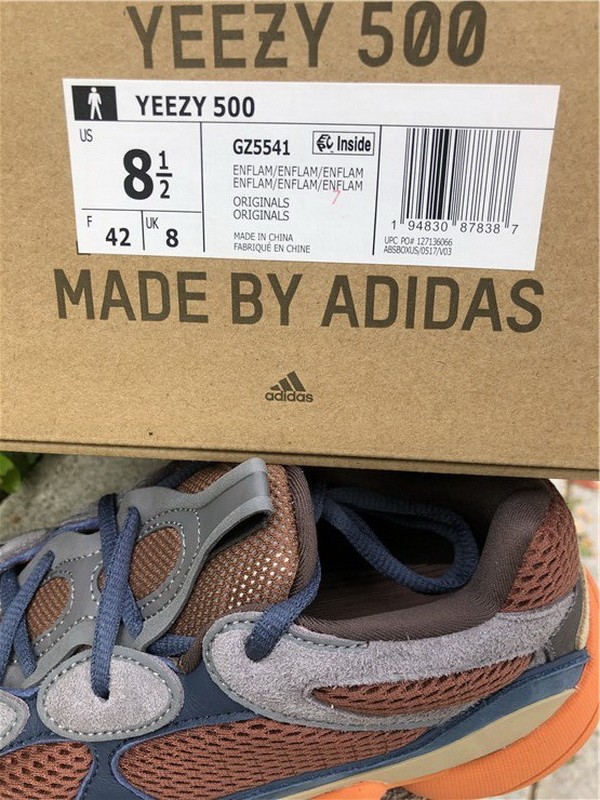 YEEZY 500
YEEZY 500
US
8 1/2
F
42
UK
8
GZ5541
Inside
ENFLAM/ENFLAM/ENFLAM
ENFLAM/ENFLAM/ENFLAM
ORIGINALS
ORIGINALS
MADE IN CHINA
FABRIQUÉ EN CHINE
1 94830 87838 7
UPC PO# 127136066
ABSBOXUS/0517/V03
MADE BY ADIDAS
adidas